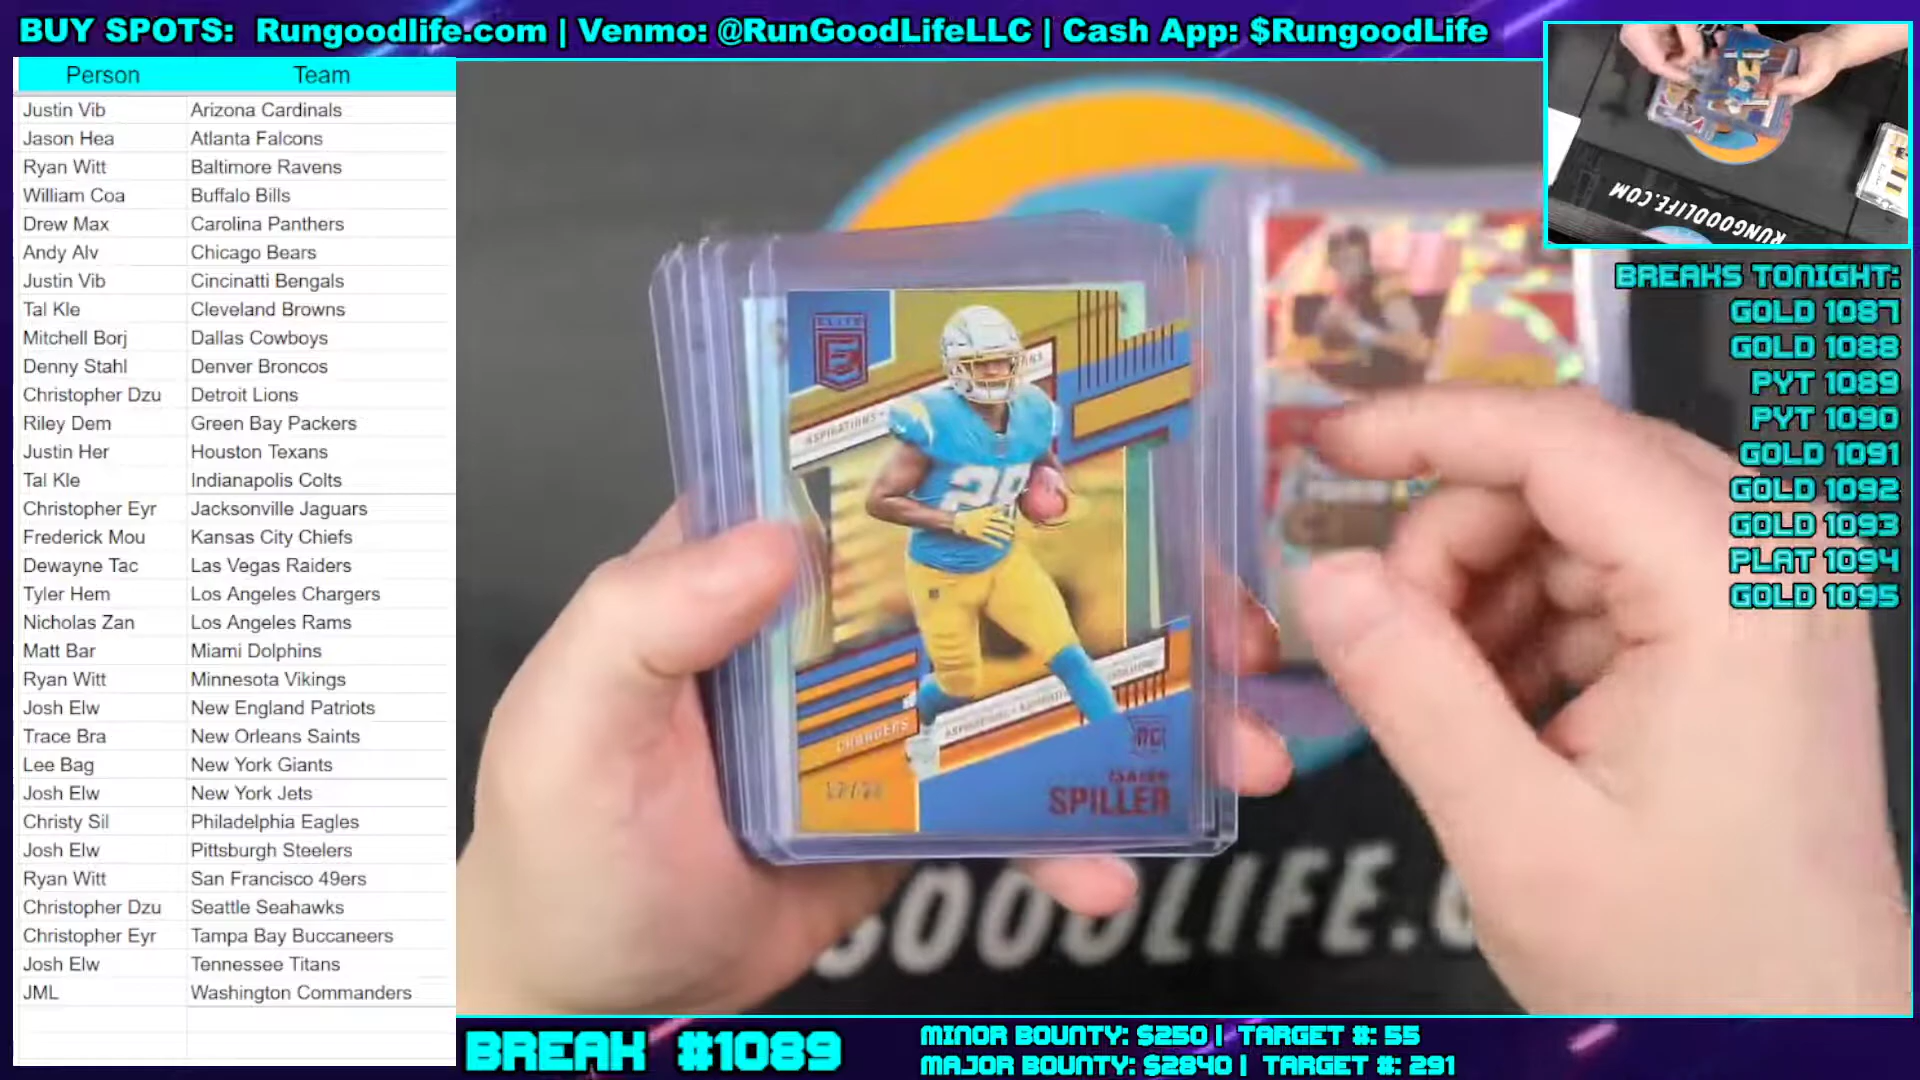 BUY SPOTS: Rungoodlife.com | Venmo: @RunGoodLifeLLC | Cash App: $RungoodLife
Person Team
Justin Vib Arizona Cardinals
Jason Hea Atlanta Falcons
Ryan Witt Baltimore Ravens
William Coa Buffalo Bills
Drew Max Carolina Panthers
Andy Alv Chicago Bears
Justin Vib Cincinatti Bengals
Tal Kle Cleveland Browns
Mitchell Borj Dallas Cowboys
Denny Stahl Denver Broncos
Christopher Dzu Detroit Lions
Riley Dem Green Bay Packers
Justin Her Houston Texans
Tal Kle Indianapolis Colts
Christopher Eyr Jacksonville Jaguars
Frederick Mou Kansas City Chiefs
Dewayne Tac Las Vegas Raiders
Tyler Hem Los Angeles Chargers
Nicholas Zan Los Angeles Rams
Matt Bar Miami Dolphins
Ryan Witt Minnesota Vikings
Josh Elw New England Patriots
Trace Bra New Orleans Saints
Lee Bag New York Giants
Josh Elw New York Jets
Christy Sil Philadelphia Eagles
Josh Elw Pittsburgh Steelers
Ryan Witt San Francisco 49ers
Christopher Dzu Seattle Seahawks
Christopher Eyr Tampa Bay Buccaneers
Josh Elw Tennessee Titans
JML Washington Commanders
ELITE
E
ASPIRATIONS
CHARGERS
RC
ISAIAH
SPILLER
GOODLIFE.
RUNGOODLIFE.COM
BREAKS TONIGHT:
GOLD 1087
GOLD 1088
PYT 1089
PYT 1090
GOLD 1091
GOLD 1092
GOLD 1093
PLAT 1094
GOLD 1095
BREAK #1089
MINOR BOUNTY: $250 | TARGET #: 55
MAJOR BOUNTY: $2840 | TARGET #: 291